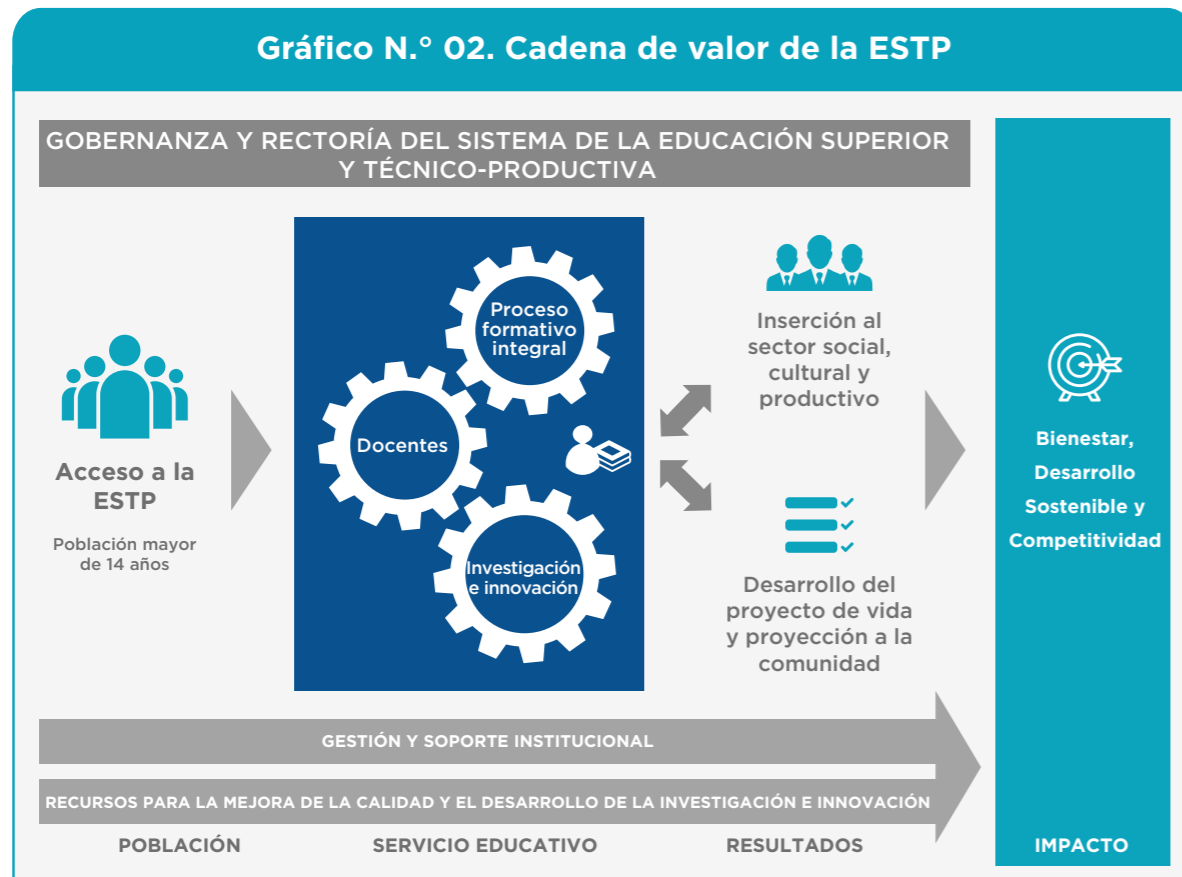 Gráfico N.° 02. Cadena de valor de la ESTP
GOBERNANZA Y RECTORÍA DEL SISTEMA DE LA EDUCACIÓN SUPERIOR
Y TÉCNICO-PRODUCTIVA
Acceso a la
ESTP
Población mayor
de 14 años
Proceso
formativo
integral
Docentes
Investigación
e innovación
Inserción al
sector social,
cultural y
productivo
Desarrollo del
proyecto de vida
y proyección a la
comunidad
Bienestar,
Desarrollo
Sostenible y
Competitividad
GESTIÓN Y SOPORTE INSTITUCIONAL
RECURSOS PARA LA MEJORA DE LA CALIDAD Y EL DESARROLLO DE LA INVESTIGACIÓN E INNOVACIÓN
POBLACIÓN
SERVICIO EDUCATIVO
RESULTADOS
IMPACTO